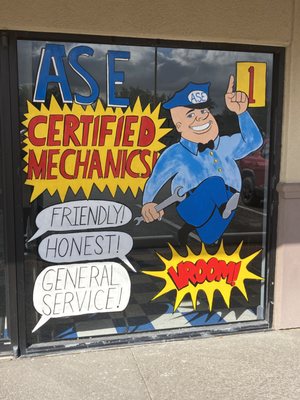 ASE
CERTIFIED
MECHANICS!
ASE
1
FRIENDLY!
HONEST!
GENERAL
SERVICE!
VROOM!